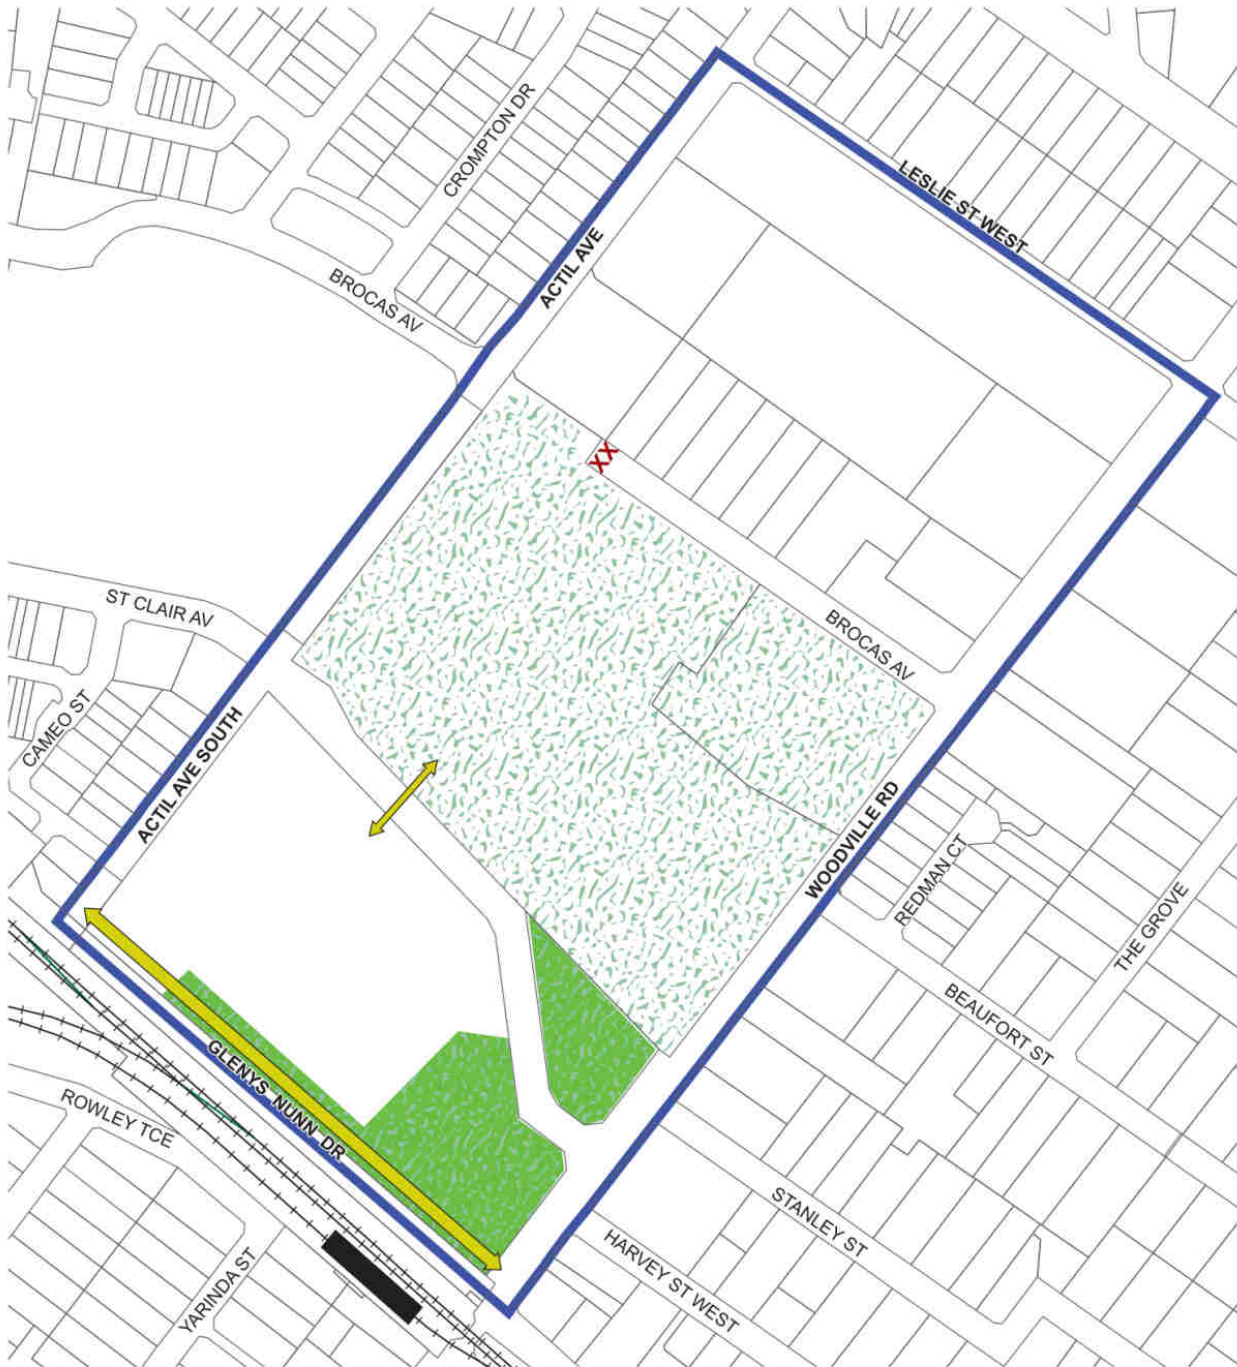 CROMPTON DR
LESLIE ST WEST
ACTIL AVE
BROCAS AV
XX
ST CLAIR AV
BROCAS AV
CAMEO ST
ACTIL AVE SOUTH
WOODVILLE RD
REDMAN CT
THE GROVE
BEAUFORT ST
GLENYS NUNN DR
ROWLEY TCE
STANLEY ST
HARVEY ST WEST
YARINDA ST